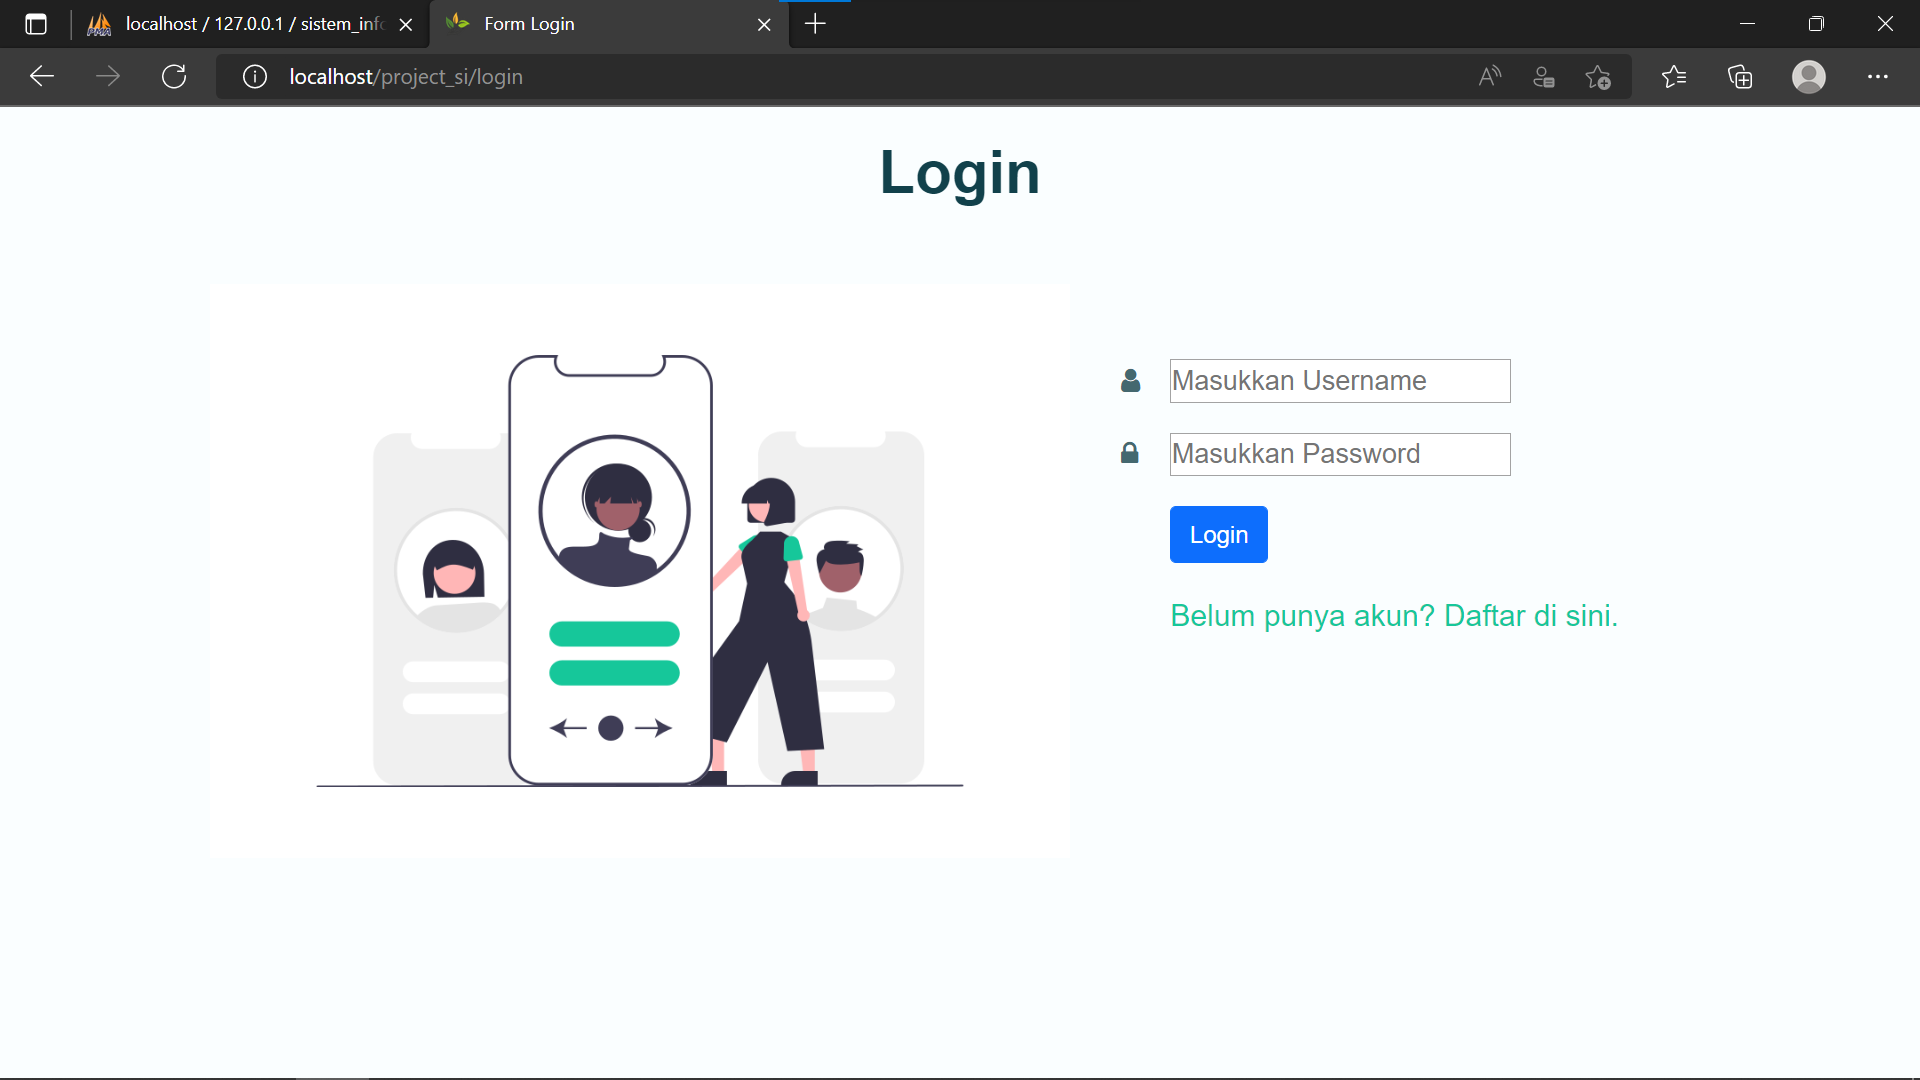 localhost / 127.0.0.1 / sistem_info
Form Login
localhost/project_si/login
Login
Masukkan Username
Masukkan Password
Login
Belum punya akun? Daftar di sini.